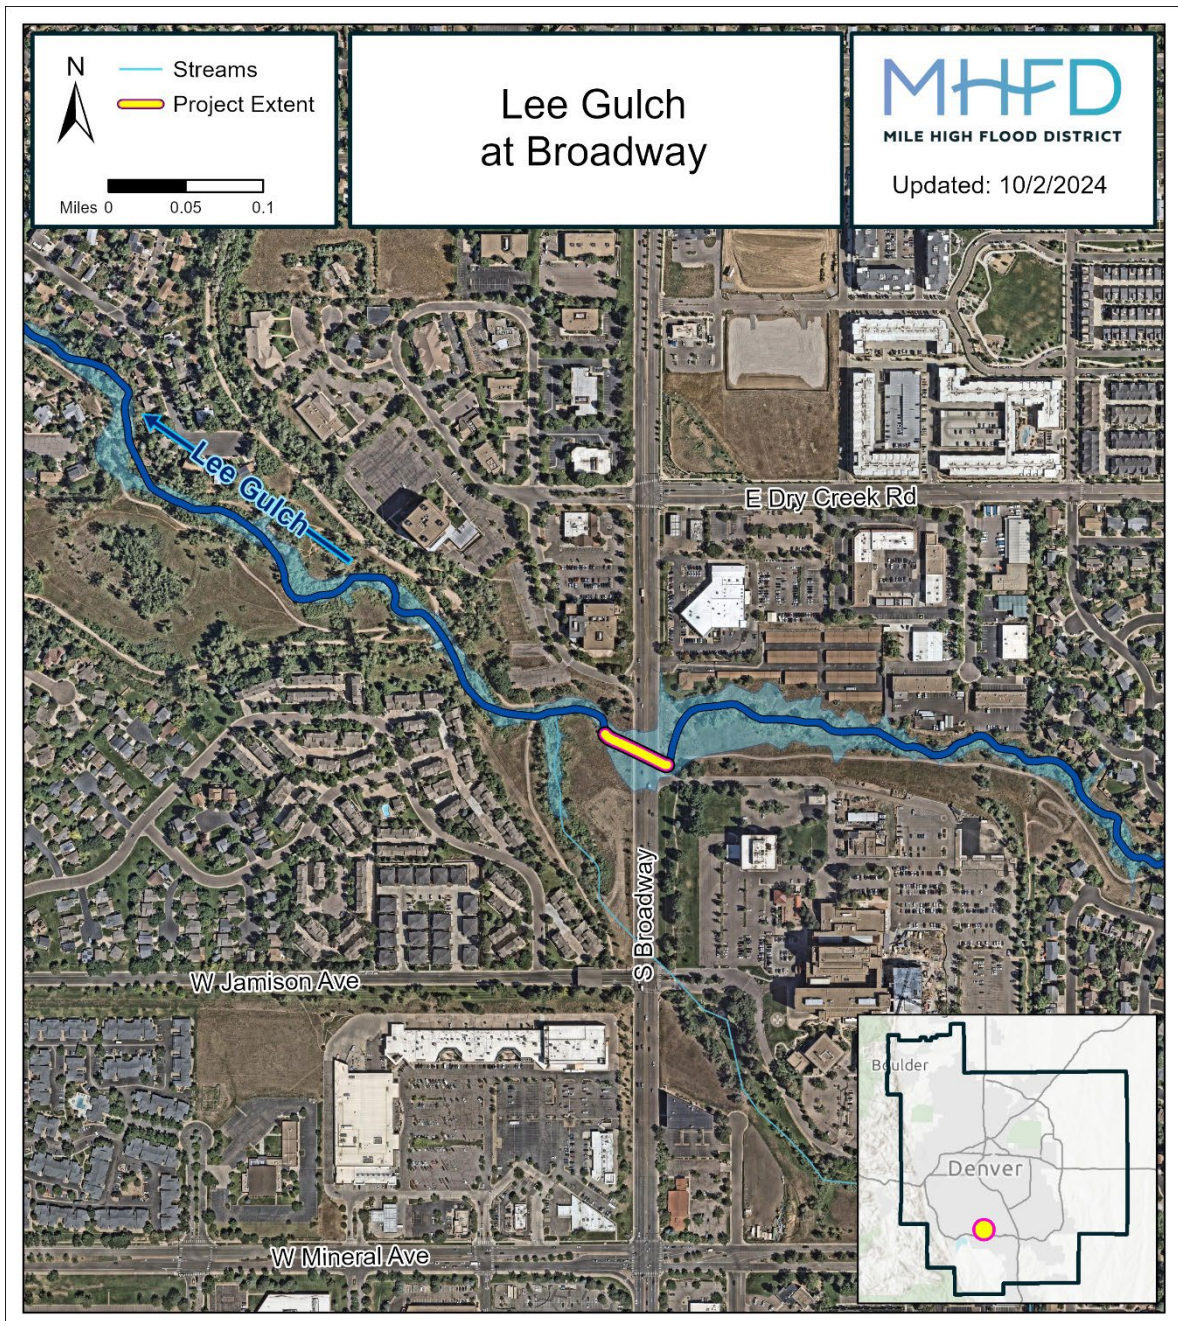 N
Streams
Project Extent
Miles 0 0.05 0.1
Lee Gulch
at Broadway
MHFD
MILE HIGH FLOOD DISTRICT
Updated: 10/2/2024
Lee Gulch
E Dry Creek Rd
S Broadway
W Jamison Ave
W Mineral Ave
Boulder
Denver